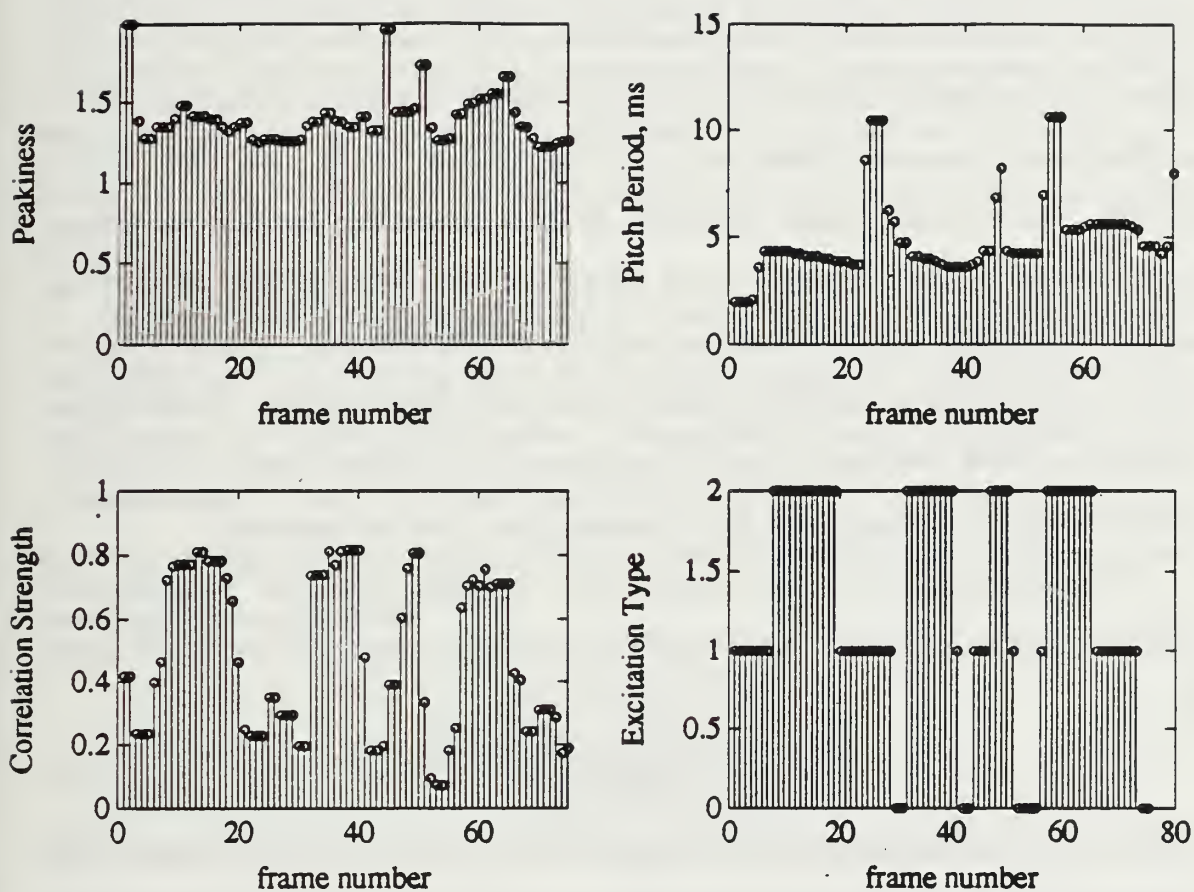 Peakiness
1.5
1
0.5
0
0 20 40 60
frame number
Pitch Period, ms
15
10
5
0
0 20 40 60
frame number
Correlation Strength
1
0.8
0.6
0.4
0.2
0
0 20 40 60
frame number
Excitation Type
2
1.5
1
0.5
0
0 20 40 60 80
frame number